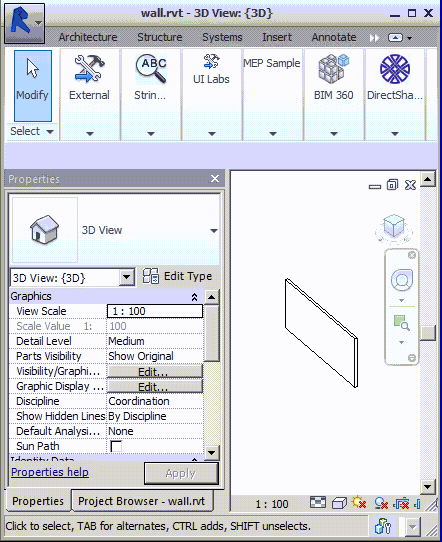 wall.rvt - 3D View: {3D}
Architecture Structure Systems Insert Annotate
ABC
Modify External Strin... UI Labs MEP Sample BIM 360 DirectSha...
Select
Properties
3D View
3D View: {3D} Edit Type
Graphics
View Scale 1 : 100
Scale Value 1: 100
Detail Level Medium
Parts Visibility Show Original
Visibility/Graphi... Edit...
Graphic Display ... Edit...
Discipline Coordination
Show Hidden Lines By Discipline
Default Analysi... None
Sun Path
Identity Data
Properties help Apply
1 : 100
Properties Project Browser - wall.rvt
Click to select, TAB for alternates, CTRL adds, SHIFT unselects.